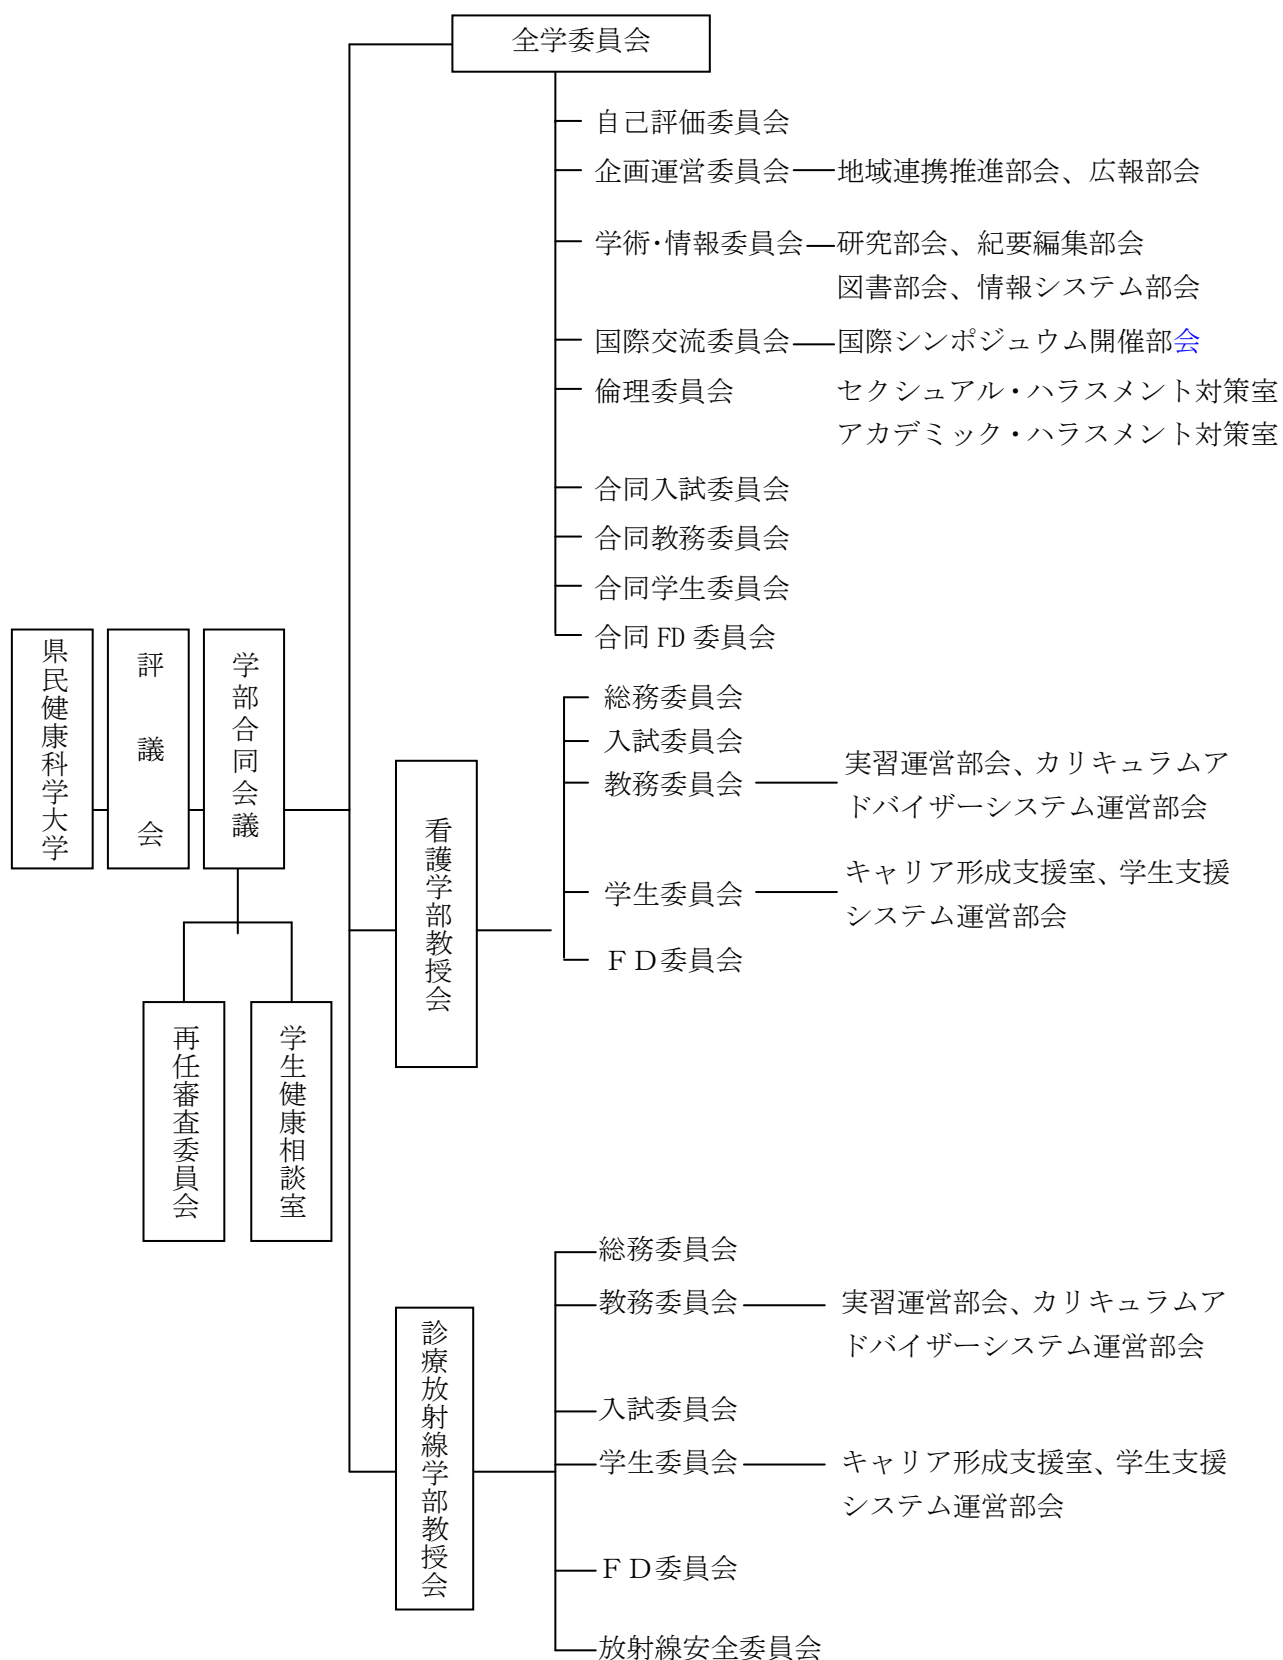 全学委員会
自己評価委員会
企画運営委員会 地域連携推進部会、広報部会
学術・情報委員会 研究部会、紀要編集部会
図書部会、情報システム部会
国際交流委員会 国際シンポジュウム開催部会
倫理委員会 セクシュアル・ハラスメント対策室
アカデミック・ハラスメント対策室
合同入試委員会
合同教務委員会
合同学生委員会
合同 FD 委員会
県民健康科学大学
評議会
学部合同会議
再任審査委員会
学生健康相談室
看護学部教授会
総務委員会
入試委員会
教務委員会 実習運営部会、カリキュラムア
ドバイザーシステム運営部会
学生委員会 キャリア形成支援室、学生支援
システム運営部会
ＦＤ委員会
診療放射線学部教授会
総務委員会
教務委員会 実習運営部会、カリキュラムア
ドバイザーシステム運営部会
入試委員会
学生委員会 キャリア形成支援室、学生支援
システム運営部会
ＦＤ委員会
放射線安全委員会